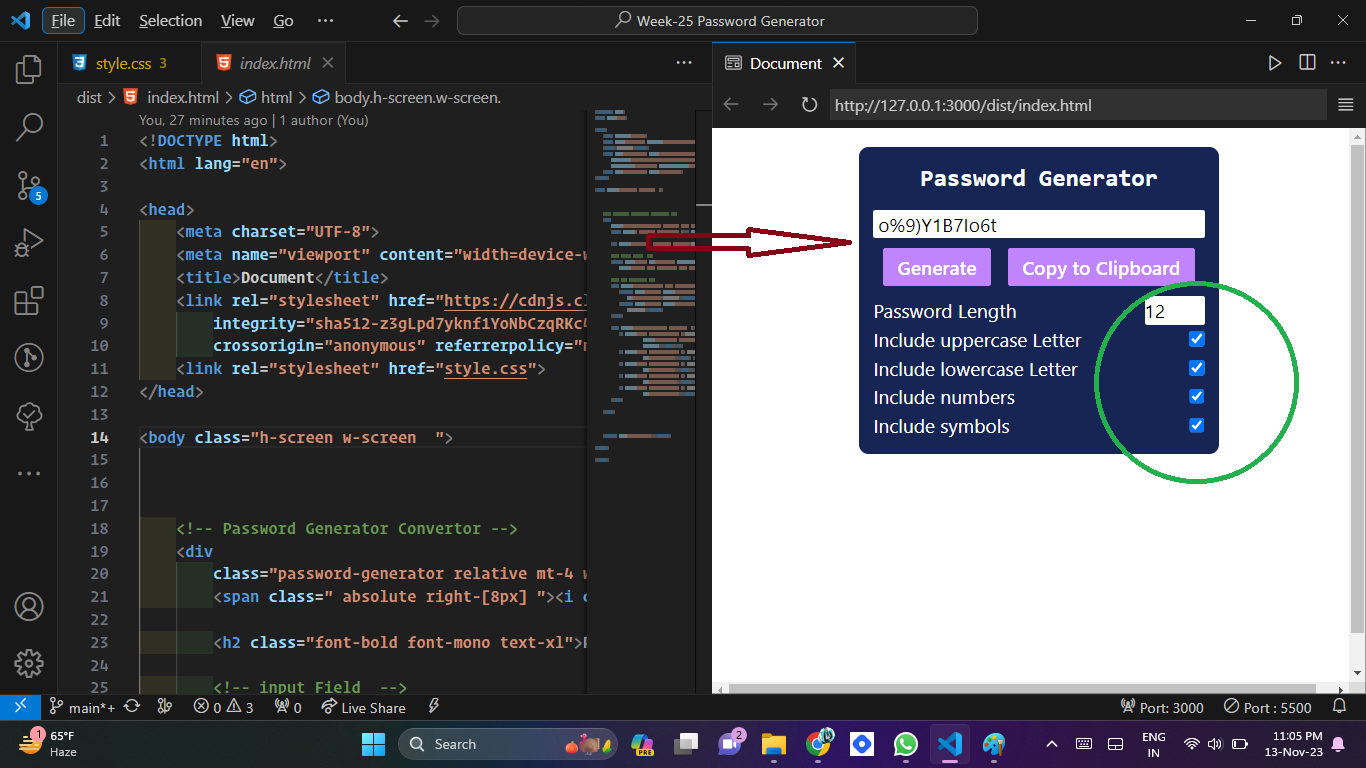 File Edit Selection View Go ··· Week-25 Password Generator
style.css 3 index.html
Document
dist > index.html > html > body.h-screen.w-screen.
http://127.0.0.1:3000/dist/index.html
You, 27 minutes ago | 1 author (You)
1 <!DOCTYPE html>
2 <html lang="en">
3
4 <head>
5 <meta charset="UTF-8">
6 <meta name="viewport" content="width=device-
7 <title>Document</title>
8 <link rel="stylesheet" href="https://cdnjs.cl
9 integrity="sha512-z3gLpd7yknf1YoNbCzqRKc4
10 crossorigin="anonymous" referrerpolicy="
11 <link rel="stylesheet" href="style.css">
12 </head>
13
14 <body class="h-screen w-screen  ">
15
16
17
18 <!-- Password Generator Convertor -->
19 <div
20 class="password-generator relative mt-4
21 <span class=" absolute right-[8px] "><i c
22
23 <h2 class="font-bold font-mono text-xl">
24
25 <!-- input Field  -->
Password Generator
o%9)Y1B7Io6t
Generate Copy to Clipboard
Password Length 12
Include uppercase Letter
Include lowercase Letter
Include numbers
Include symbols
5
main*+ 0 3 0 Live Share Port: 3000 Port : 5500
1 65°F
Haze
Search
PRE
2
ENG
IN
11:05 PM
13-Nov-23